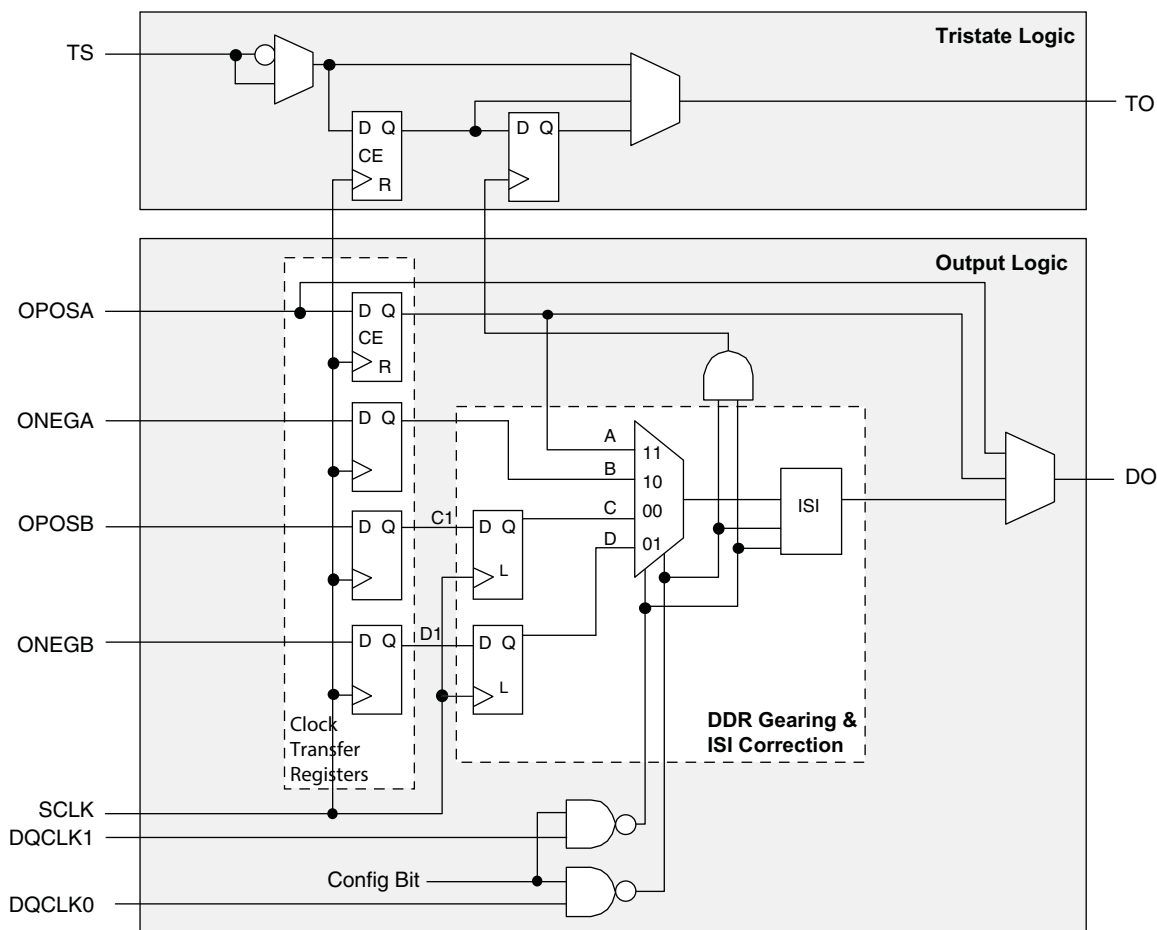 Tristate Logic
TS
TO
D Q
CE
R
D Q
Output Logic
OPOSA
D Q
CE
R
ONEGA
D Q
A
11
B
10
C
00
D
01
ISI
DO
OPOSB
D Q
C1
D Q
L
ONEGB
D Q
D1
D Q
L
DDR Gearing &
ISI Correction
Clock
Transfer
Registers
SCLK
DQCLK1
Config Bit
DQCLK0